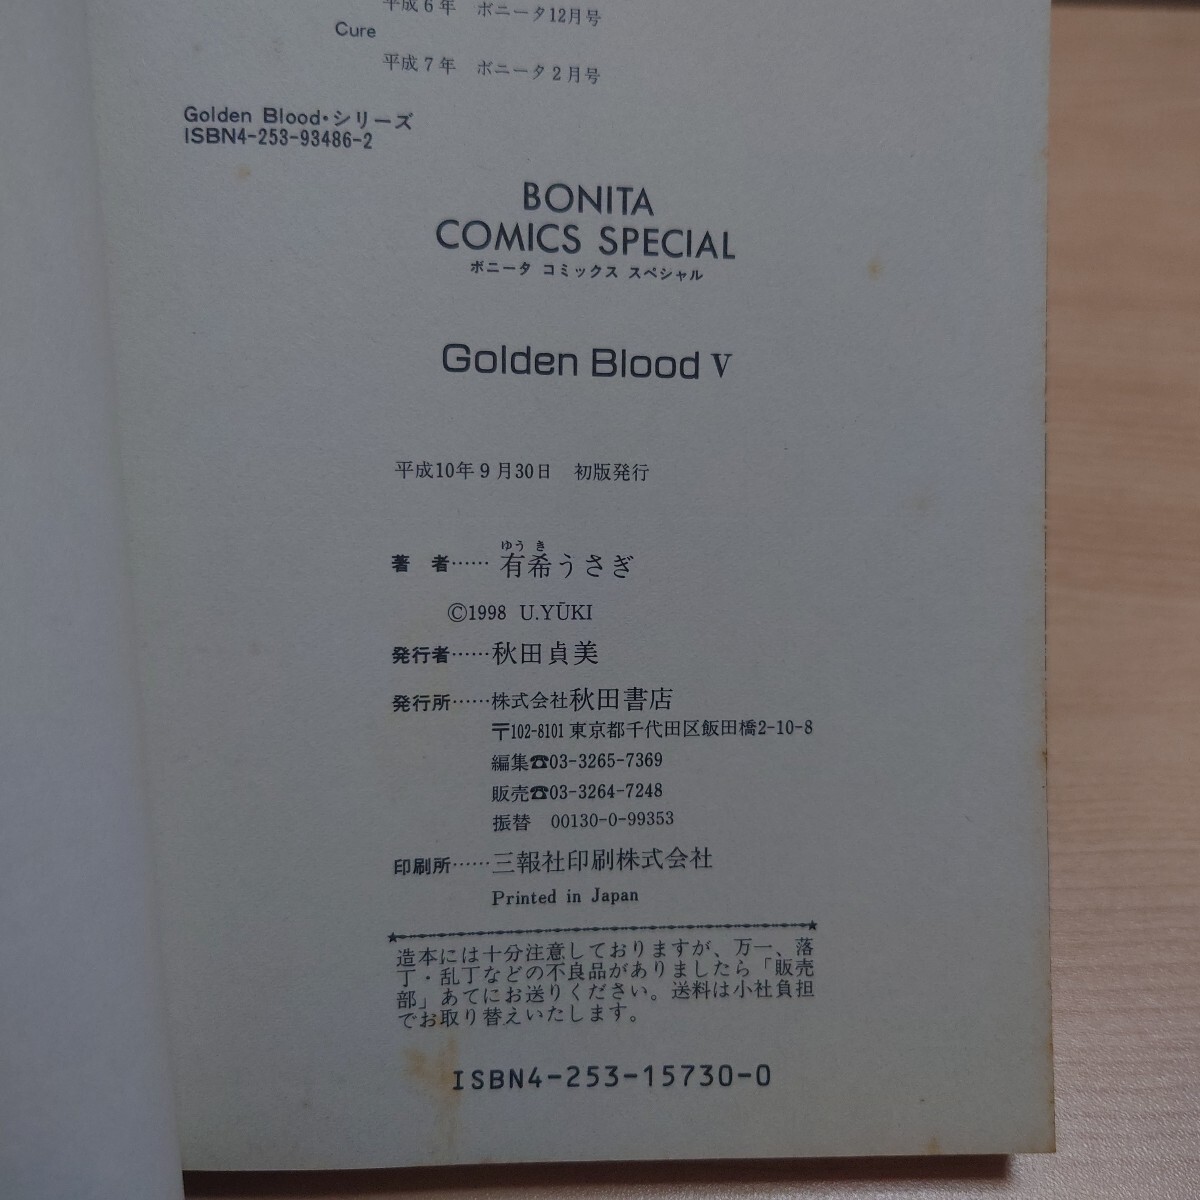 平成6年 ボニータ12月号
Cure
平成7年 ボニータ2月号
Golden Blood・シリーズ
ISBN4-253-93486-2
BONITA
COMICS SPECIAL
ボニータ コミックス スペシャル
Golden Blood V
平成10年9月30日 初版発行
ゆう き
著 者……有希うさぎ
©1998 U.YŪKI
発行者……秋田貞美
発行所……株式会社秋田書店
〒102-8101 東京都千代田区飯田橋2-10-8
編集☎03-3265-7369
販売☎03-3264-7248
振替 00130-0-99353
印刷所……三報社印刷株式会社
Printed in Japan
造本には十分注意しておりますが、万一、落
丁・乱丁などの不良品がありましたら「販売
部」あてにお送りください。送料は小社負担
でお取り替えいたします。
ISBN4-253-15730-0